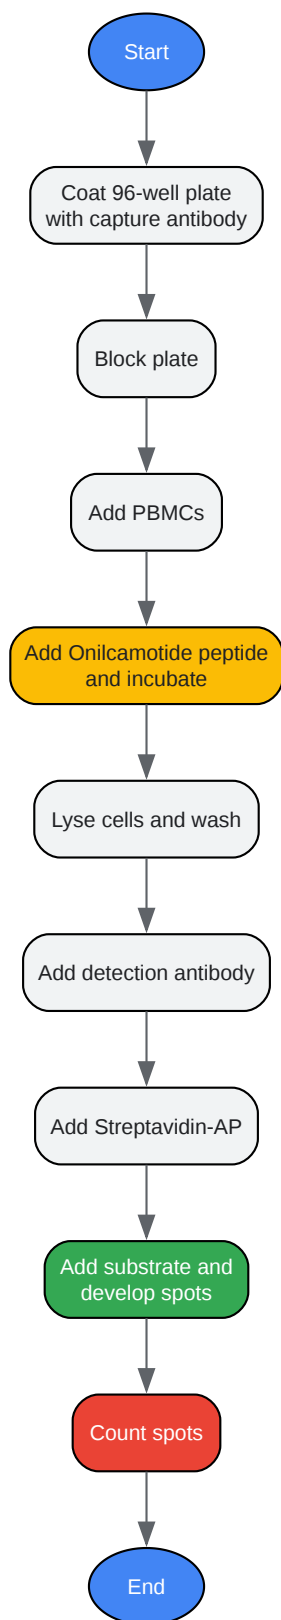 Start
Coat 96-well plate
with capture antibody
Block plate
Add PBMCs
Add Onilcamotide peptide
and incubate
Lyse cells and wash
Add detection antibody
Add Streptavidin-AP
Add substrate and
develop spots
Count spots
End